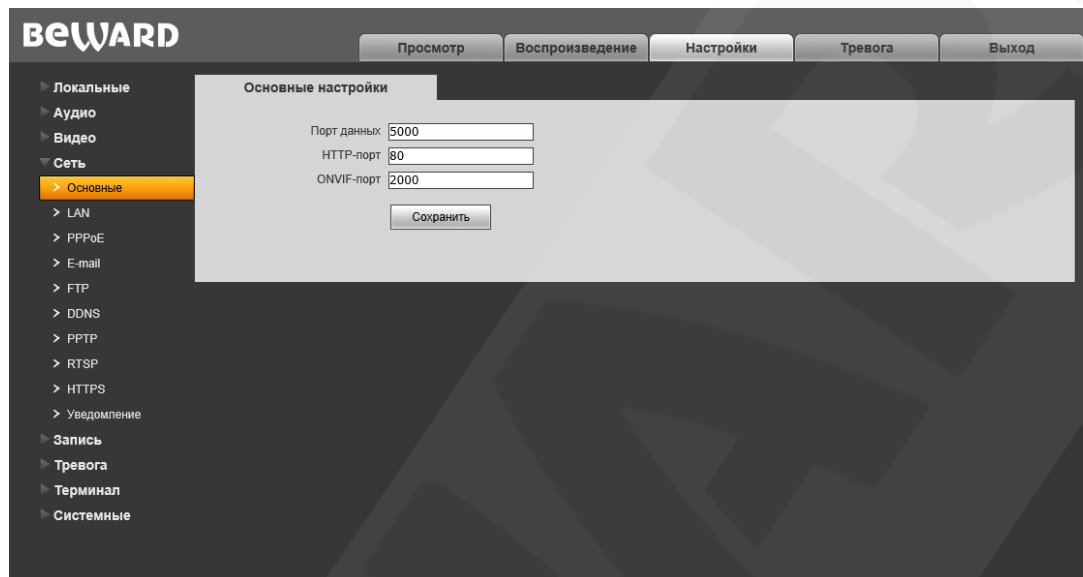 BEWARD
Просмотр Воспроизведение Настройки Тревога Выход
Локальные
Аудио
Видео
Сеть
> Основные
> LAN
> PPPoE
> E-mail
> FTP
> DDNS
> PPTP
> RTSP
> HTTPS
> Уведомление
Запись
Тревога
Терминал
Системные
Основные настройки
Порт данных 5000
HTTP-порт 80
ONVIF-порт 2000
Сохранить